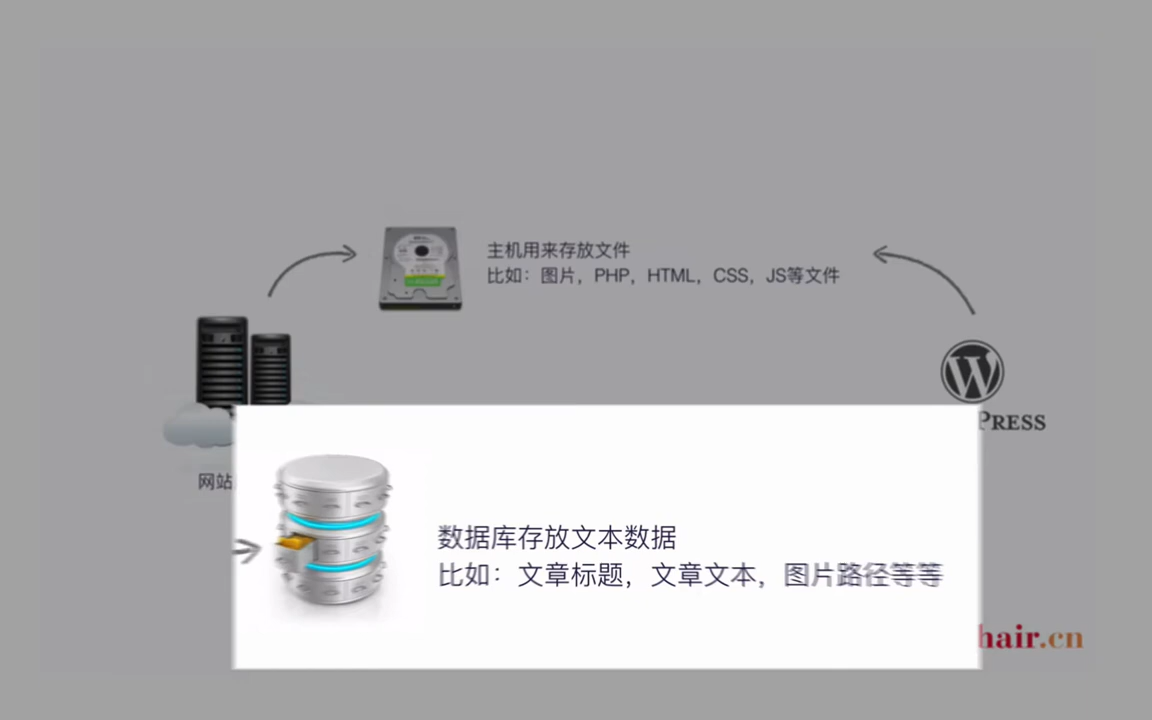 主机用来存放文件
比如：图片，PHP，HTML，CSS，JS等文件
PRESS
网站
数据库存放文本数据
比如：文章标题，文章文本，图片路径等等
hair.cn